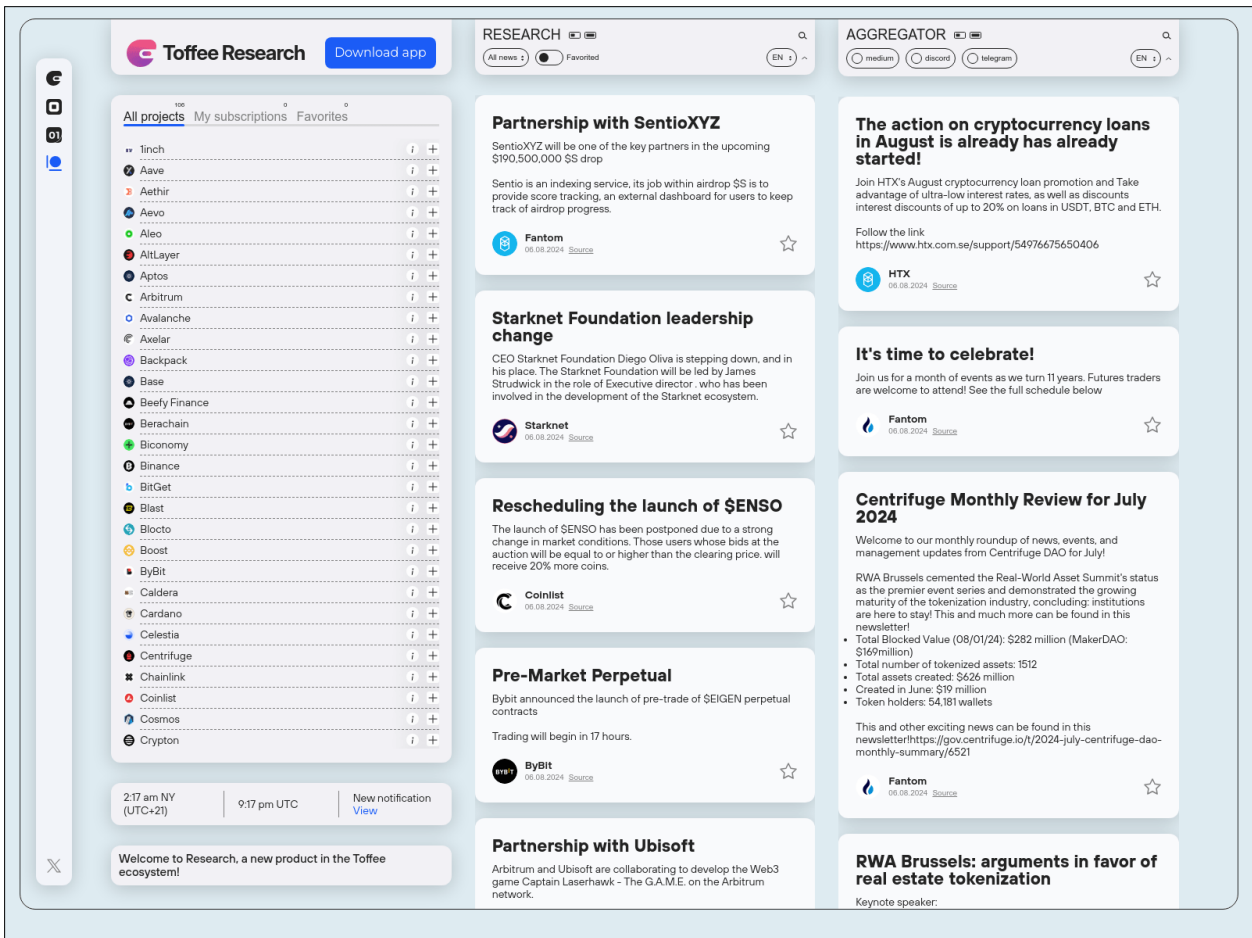 Toffee Research
Download app
106
0
0
All projects
My subscriptions
Favorites
1inch
Aave
Aethir
Aevo
Aleo
AltLayer
Aptos
Arbitrum
Avalanche
Axelar
Backpack
Base
Beefy Finance
Berachain
Biconomy
Binance
BitGet
Blast
Blocto
Boost
ByBit
Caldera
Cardano
Celestia
Centrifuge
Chainlink
Coinlist
Cosmos
Crypton
2:17 am NY
(UTC+21)
9:17 pm UTC
New notification
View
Welcome to Research, a new product in the Toffee
ecosystem!
RESEARCH
All news
Favorited
EN
Partnership with SentioXYZ
SentioXYZ will be one of the key partners in the upcoming
$190,500,000 $S drop
Sentio is an indexing service, its job within airdrop $S is to
provide score tracking, an external dashboard for users to keep
track of airdrop progress.
Fantom
06.08.2024 Source
Starknet Foundation leadership
change
CEO Starknet Foundation Diego Oliva is stepping down, and in
his place. The Starknet Foundation will be led by James
Strudwick in the role of Executive director . who has been
involved in the development of the Starknet ecosystem.
Starknet
06.08.2024 Source
Rescheduling the launch of $ENSO
The launch of $ENSO has been postponed due to a strong
change in market conditions. Those users whose bids at the
auction will be equal to or higher than the clearing price. will
receive 20% more coins.
Coinlist
06.08.2024 Source
Pre-Market Perpetual
Bybit announced the launch of pre-trade of $EIGEN perpetual
contracts
Trading will begin in 17 hours.
BYBIT
ByBit
06.08.2024 Source
Partnership with Ubisoft
Arbitrum and Ubisoft are collaborating to develop the Web3
game Captain Laserhawk - The G.A.M.E. on the Arbitrum
network.
AGGREGATOR
medium
discord
telegram
EN
The action on cryptocurrency loans
in August is already has already
started!
Join HTX's August cryptocurrency loan promotion and Take
advantage of ultra-low interest rates, as well as discounts
interest discounts of up to 20% on loans in USDT, BTC and ETH.
Follow the link
https://www.htx.com.se/support/54976675650406
HTX
06.08.2024 Source
It's time to celebrate!
Join us for a month of events as we turn 11 years. Futures traders
are welcome to attend! See the full schedule below
Fantom
06.08.2024 Source
Centrifuge Monthly Review for July
2024
Welcome to our monthly roundup of news, events, and
management updates from Centrifuge DAO for July!
RWA Brussels cemented the Real-World Asset Summit's status
as the premier event series and demonstrated the growing
maturity of the tokenization industry, concluding: institutions
are here to stay! This and much more can be found in this
newsletter!
• Total Blocked Value (08/01/24): $282 million (MakerDAO:
$169million)
• Total number of tokenized assets: 1512
• Total assets created: $626 million
• Created in June: $19 million
• Token holders: 54,181 wallets
This and other exciting news can be found in this
newsletter!https://gov.centrifuge.io/t/2024-july-centrifuge-dao-
monthly-summary/6521
Fantom
06.08.2024 Source
RWA Brussels: arguments in favor of
real estate tokenization
Keynote speaker: